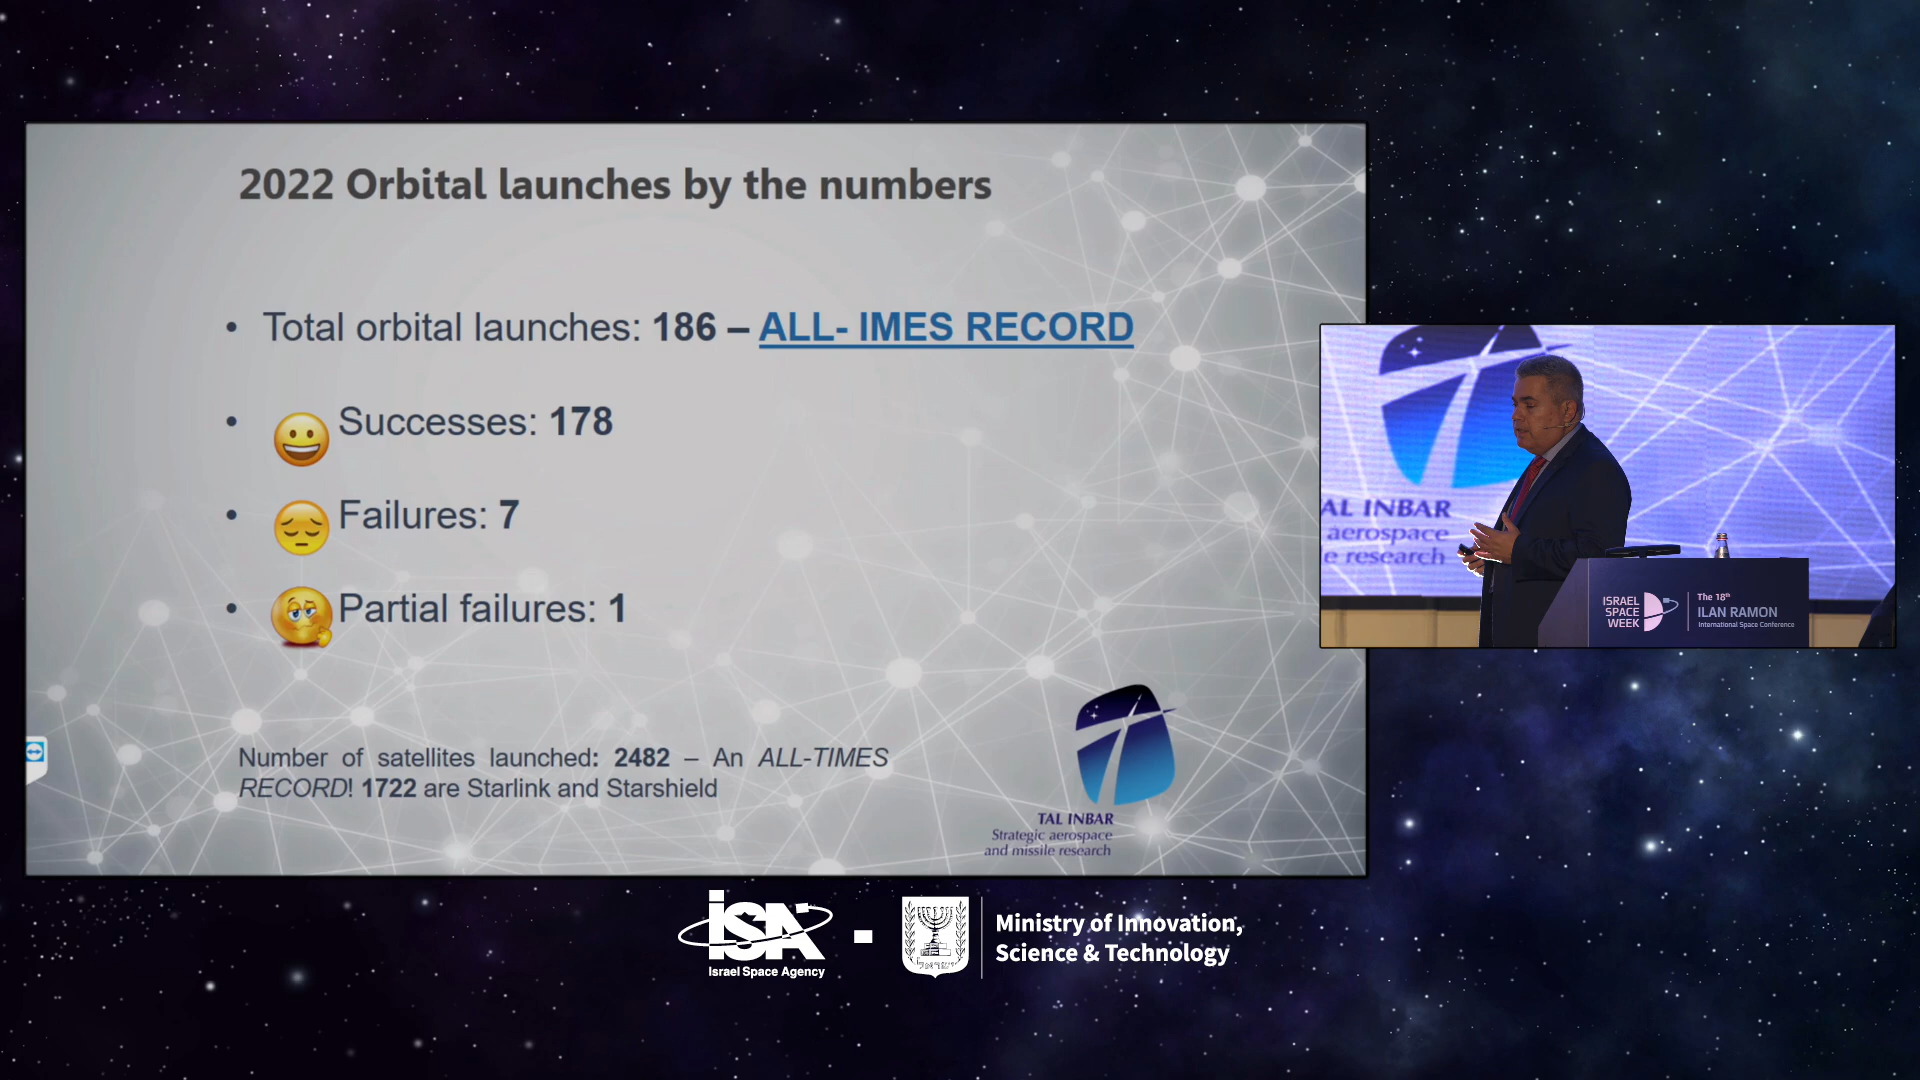 2022 Orbital launches by the numbers
• Total orbital launches: 186 – ALL- IMES RECORD
• Successes: 178
• Failures: 7
• Partial failures: 1
Number of satellites launched: 2482 – An ALL-TIMES
RECORD! 1722 are Starlink and Starshield
TAL INBAR
Strategic aerospace
and missile research
AL INBAR
aerospace
e research
ISRAEL
SPACE
WEEK
The 18th
ILAN RAMON
International Space Conference
ISA
Israel Space Agency
Ministry of Innovation,
Science & Technology